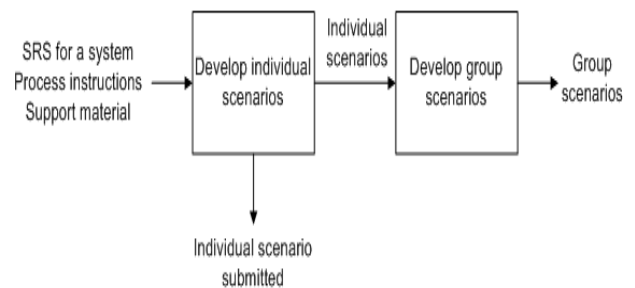 SRS for a system
Process instructions
Support material
Develop individual
scenarios
Individual
scenarios
Develop group
scenarios
Group
scenarios
Individual scenario
submitted